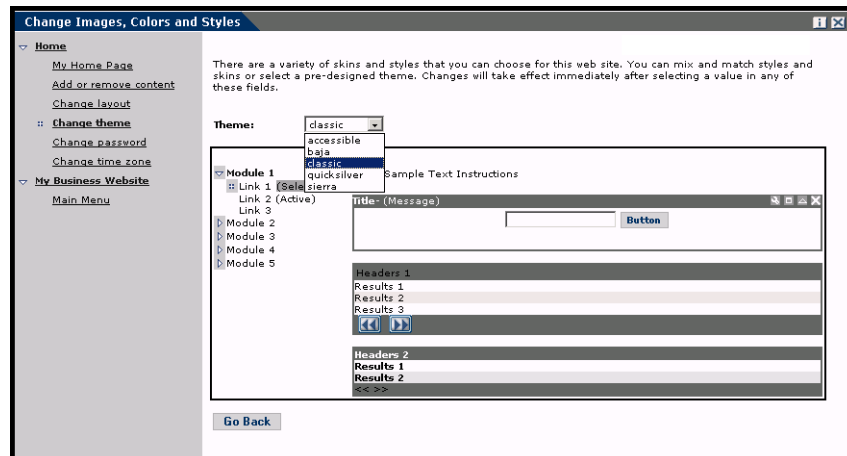 Change Images, Colors and Styles
Home
My Home Page
Add or remove content
Change layout
Change theme
Change password
Change time zone
My Business Website
Main Menu
There are a variety of skins and styles that you can choose for this web site. You can mix and match styles and
skins or select a pre-designed theme. Changes will take effect immediately after selecting a value in any of
these fields.
Theme: classic
accessible
baja
classic
quicksilver
sierra
Module 1
Link 1 (Sele
Link 2 (Active)
Link 3
Module 2
Module 3
Module 4
Module 5
Sample Text Instructions
Title- (Message)
Button
Headers 1
Results 1
Results 2
Results 3
Headers 2
Results 1
Results 2
<< >>
Go Back